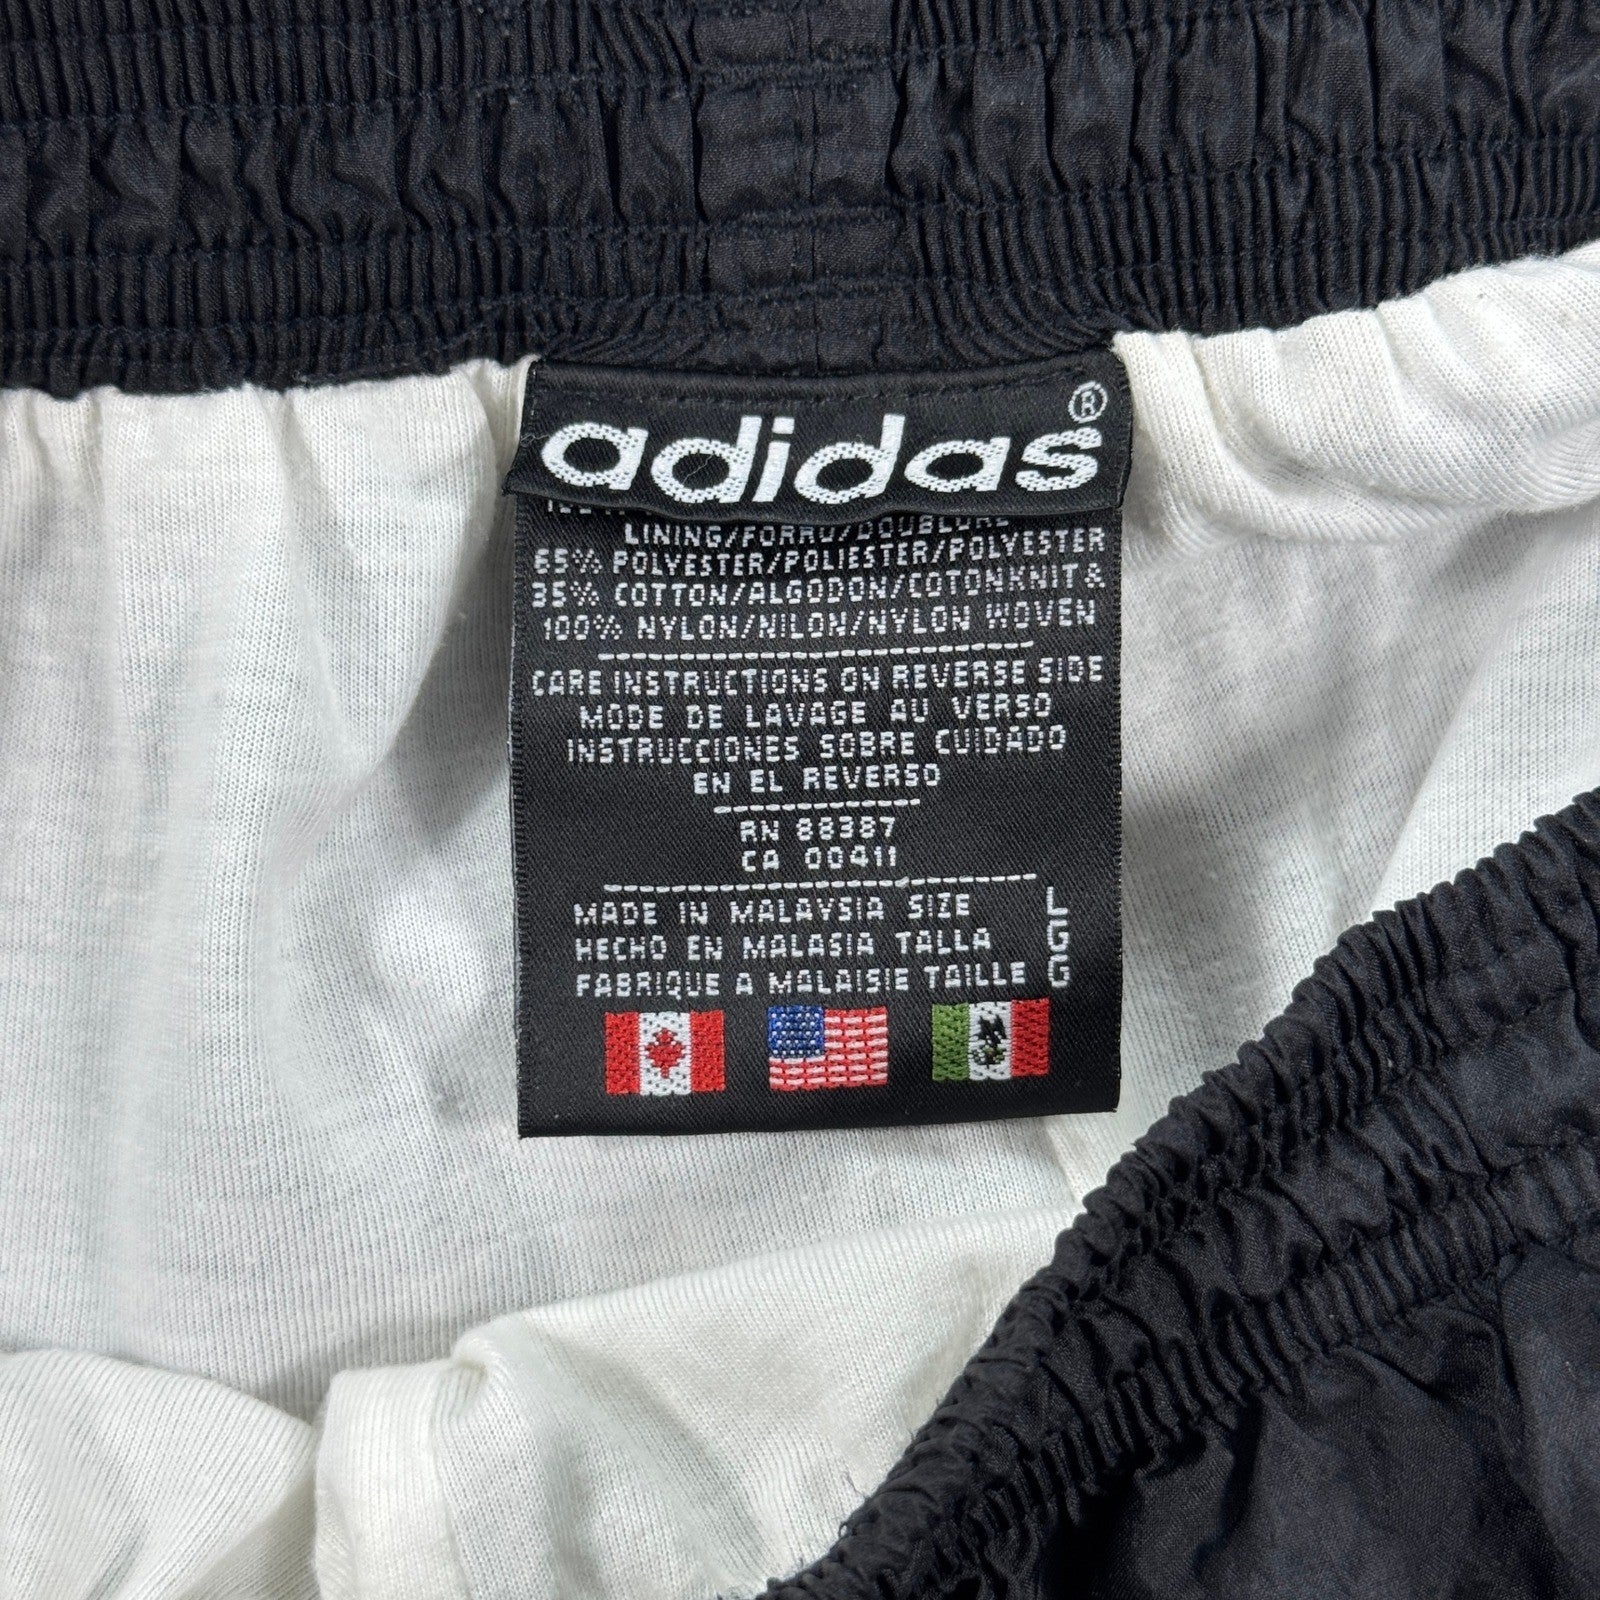 adidas®
LINING/FORRO/DOUBLURE
65% POLYESTER/POLIESTER/POLYESTER
35% COTTON/ALGODON/COTON KNIT &
100% NYLON/NILON/NYLON WOVEN
CARE INSTRUCTIONS ON REVERSE SIDE
MODE DE LAVAGE AU VERSO
INSTRUCCIONES SOBRE CUIDADO
EN EL REVERSO
RN 88387
CA 00411
MADE IN MALAYSIA SIZE L
HECHO EN MALASIA TALLA G
FABRIQUE A MALAISIE TAILLE G